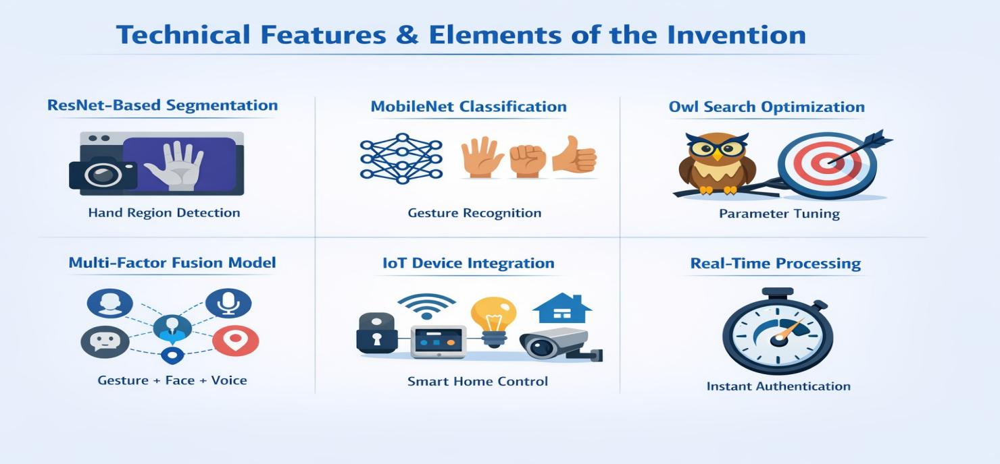 Technical Features & Elements of the Invention
ResNet-Based Segmentation
Hand Region Detection
MobileNet Classification
Gesture Recognition
Owl Search Optimization
Parameter Tuning
Multi-Factor Fusion Model
Gesture + Face + Voice
IoT Device Integration
Smart Home Control
Real-Time Processing
Instant Authentication